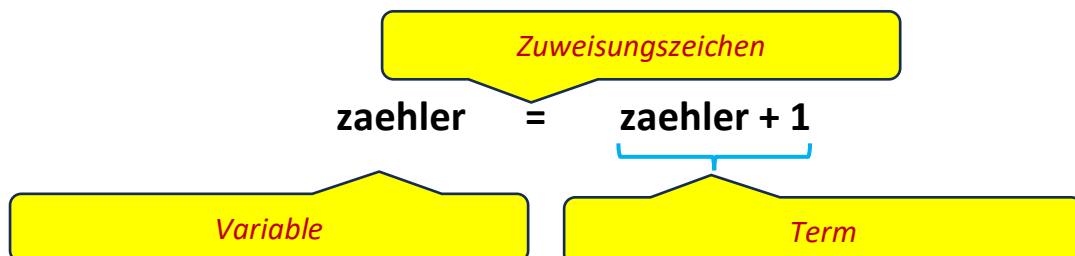 Zuweisungszeichen
zaehler = zaehler + 1
Variable Term